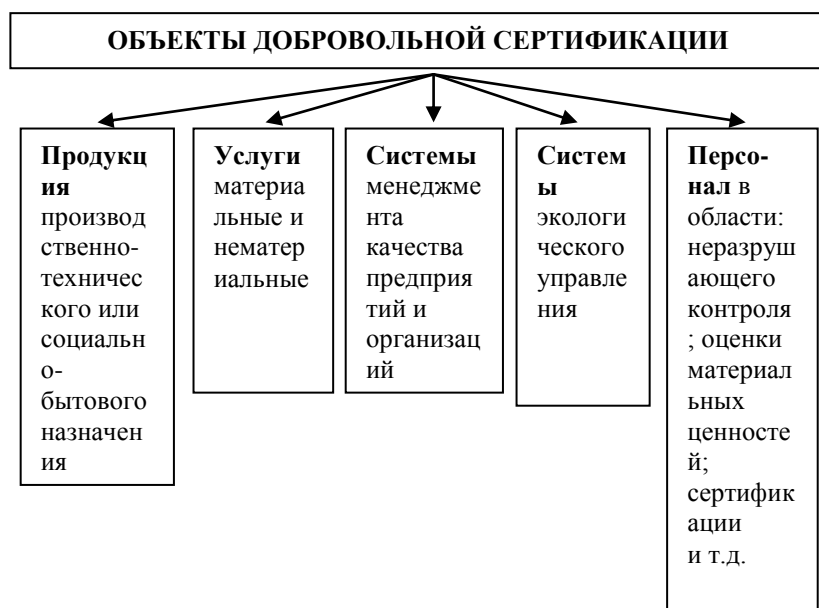 ОБЪЕКТЫ ДОБРОВОЛЬНОЙ СЕРТИФИКАЦИИ
Продукц
ия
производ
ственно-
техничес
кого или
социальн
о-
бытового
назначен
ия
Услуги
материа
льные и
нематер
иальные
Системы
менеджме
нта
качества
предприя
тий и
организац
ий
Систем
ы
эколог
ического
управле
ния
Персо-
нал в
области:
неразруш
ающего
контроля
; оценки
материал
ьных
ценносте
й;
сертифик
ации
и т.д.